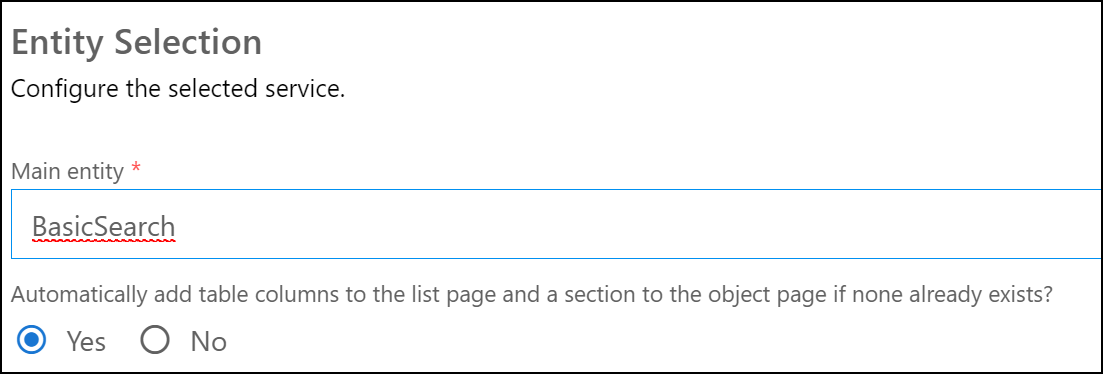 Entity Selection
Configure the selected service.
Main entity *
BasicSearch
Automatically add table columns to the list page and a section to the object page if none already exists?
Yes No